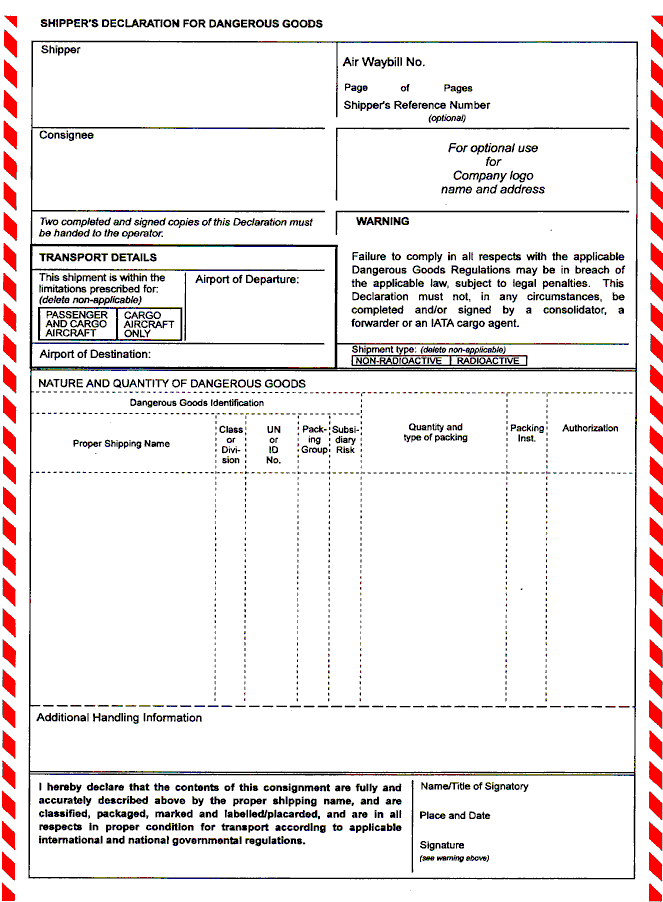 SHIPPER'S DECLARATION FOR DANGEROUS GOODS
Shipper
Air Waybill No.
Page of Pages
Shipper's Reference Number
(optional)
Consignee
For optional use
for
Company logo
name and address
Two completed and signed copies of this Declaration must
be handed to the operator.
WARNING
TRANSPORT DETAILS
This shipment is within the
limitations prescribed for:
(delete non-applicable)
Airport of Departure:
PASSENGER
AND CARGO
AIRCRAFT
CARGO
AIRCRAFT
ONLY
Airport of Destination:
Failure to comply in all respects with the applicable
Dangerous Goods Regulations may be in breach of
the applicable law, subject to legal penalties. This
Declaration must not, in any circumstances, be
completed and/or signed by a consolidator, a
forwarder or an IATA cargo agent.
Shipment type: (delete non-applicable)
NON-RADIOACTIVE RADIOACTIVE
NATURE AND QUANTITY OF DANGEROUS GOODS
Dangerous Goods Identification
Proper Shipping Name
Class
or
Divi-
sion
UN
or
ID
No.
Pack-
ing
Group
Subsi-
diary
Risk
Quantity and
type of packing
Packing
Inst.
Authorization
Additional Handling Information
I hereby declare that the contents of this consignment are fully and
accurately described above by the proper shipping name, and are
classified, packaged, marked and labelled/placarded, and are in all
respects in proper condition for transport according to applicable
international and national governmental regulations.
Name/Title of Signatory
Place and Date
Signature
(see warning above)